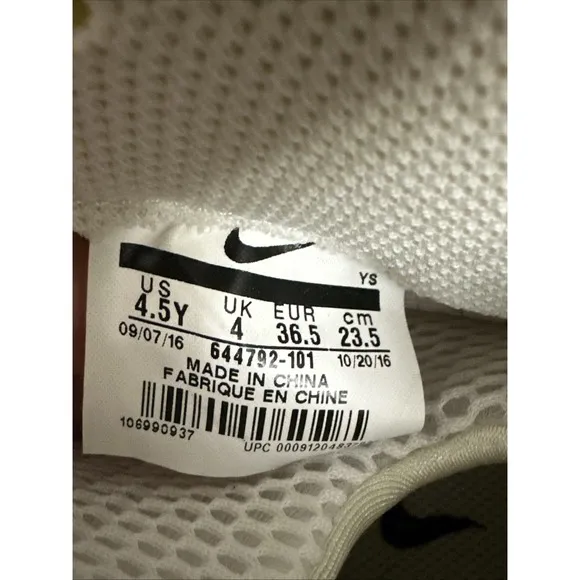 YS
US UK EUR cm
4.5Y 4 36.5 23.5
09/07/16 644792-101 10/20/16
MADE IN CHINA
FABRIQUE EN CHINE
106990937
UPC